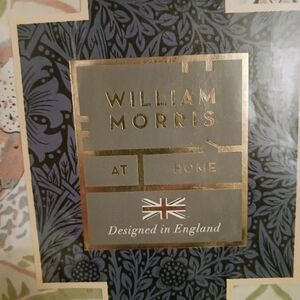 WILLIAM
MORRIS
AT HOME
Designed in England